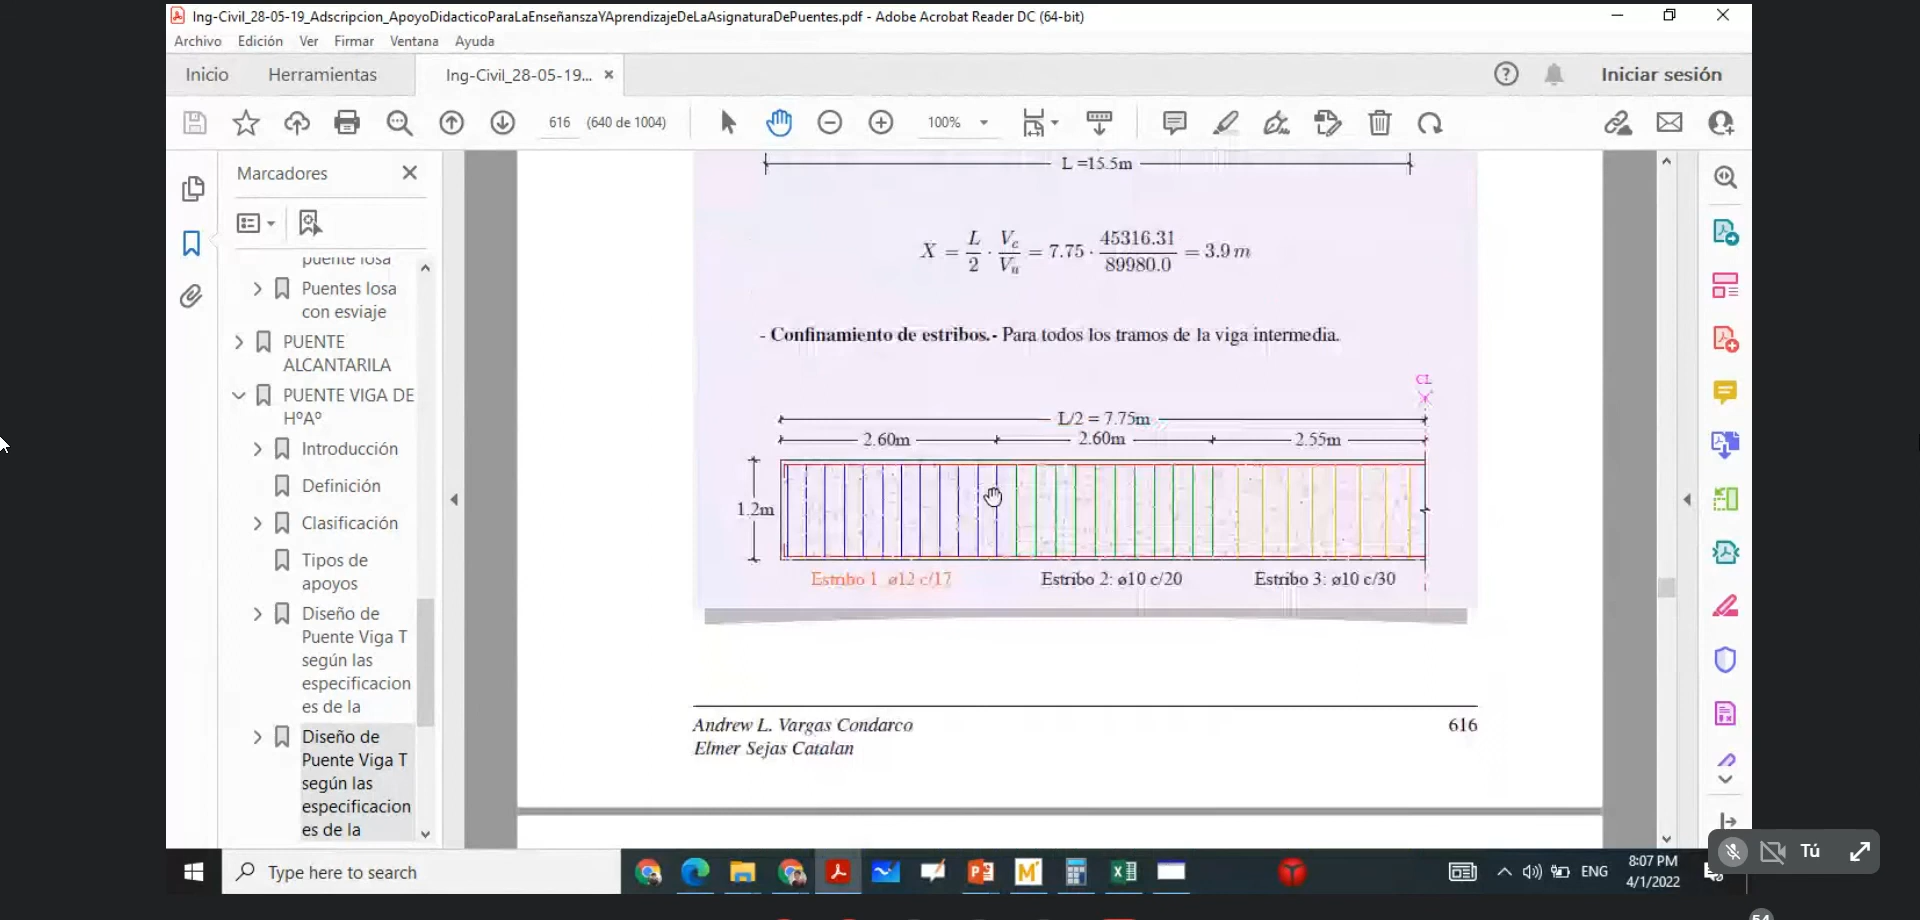 Ing-Civil_28-05-19_Adscripcion_ApoyoDidacticoParaLaEnseñanszaYAprendizajeDeLaAsignaturaDePuentes.pdf - Adobe Acrobat Reader DC (64-bit)
Archivo Edición Ver Firmar Ventana Ayuda
Inicio Herramientas Ing-Civil_28-05-19... × Iniciar sesión
616 (640 de 1004) 100%
Marcadores
puente losa
Puentes losa
con esviaje
PUENTE
ALCANTARILA
PUENTE VIGA DE
HºAº
Introducción
Definición
Clasificación
Tipos de
apoyos
Diseño de
Puente Viga T
según las
especificacion
es de la
Diseño de
Puente Viga T
según las
especificacion
es de la
L =15.5m
X = L/2 · Vc/Vu = 7.75 · 45316.31/89980.0 = 3.9 m
- Confinamiento de estribos.- Para todos los tramos de la viga intermedia.
CL
L/2 = 7.75m
2.60m 2.60m 2.55m
1.2m
Estribo 1 ø12 c/17 Estribo 2: ø10 c/20 Estribo 3: ø10 c/30
Andrew L. Vargas Condarco 616
Elmer Sejas Catalan
Type here to search
ENG
8:07 PM
4/1/2022
Tú